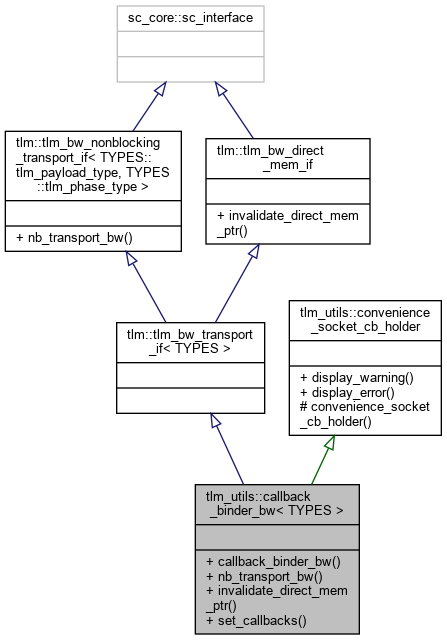 sc_core::sc_interface
tlm::tlm_bw_nonblocking
_transport_if< TYPES::
tlm_payload_type, TYPES
::tlm_phase_type >
+ nb_transport_bw()
tlm::tlm_bw_direct
_mem_if
+ invalidate_direct_mem
_ptr()
tlm::tlm_bw_transport
_if< TYPES >
tlm_utils::convenience
_socket_cb_holder
+ display_warning()
+ display_error()
# convenience_socket
_cb_holder()
tlm_utils::callback
_binder_bw< TYPES >
+ callback_binder_bw()
+ nb_transport_bw()
+ invalidate_direct_mem
_ptr()
+ set_callbacks()